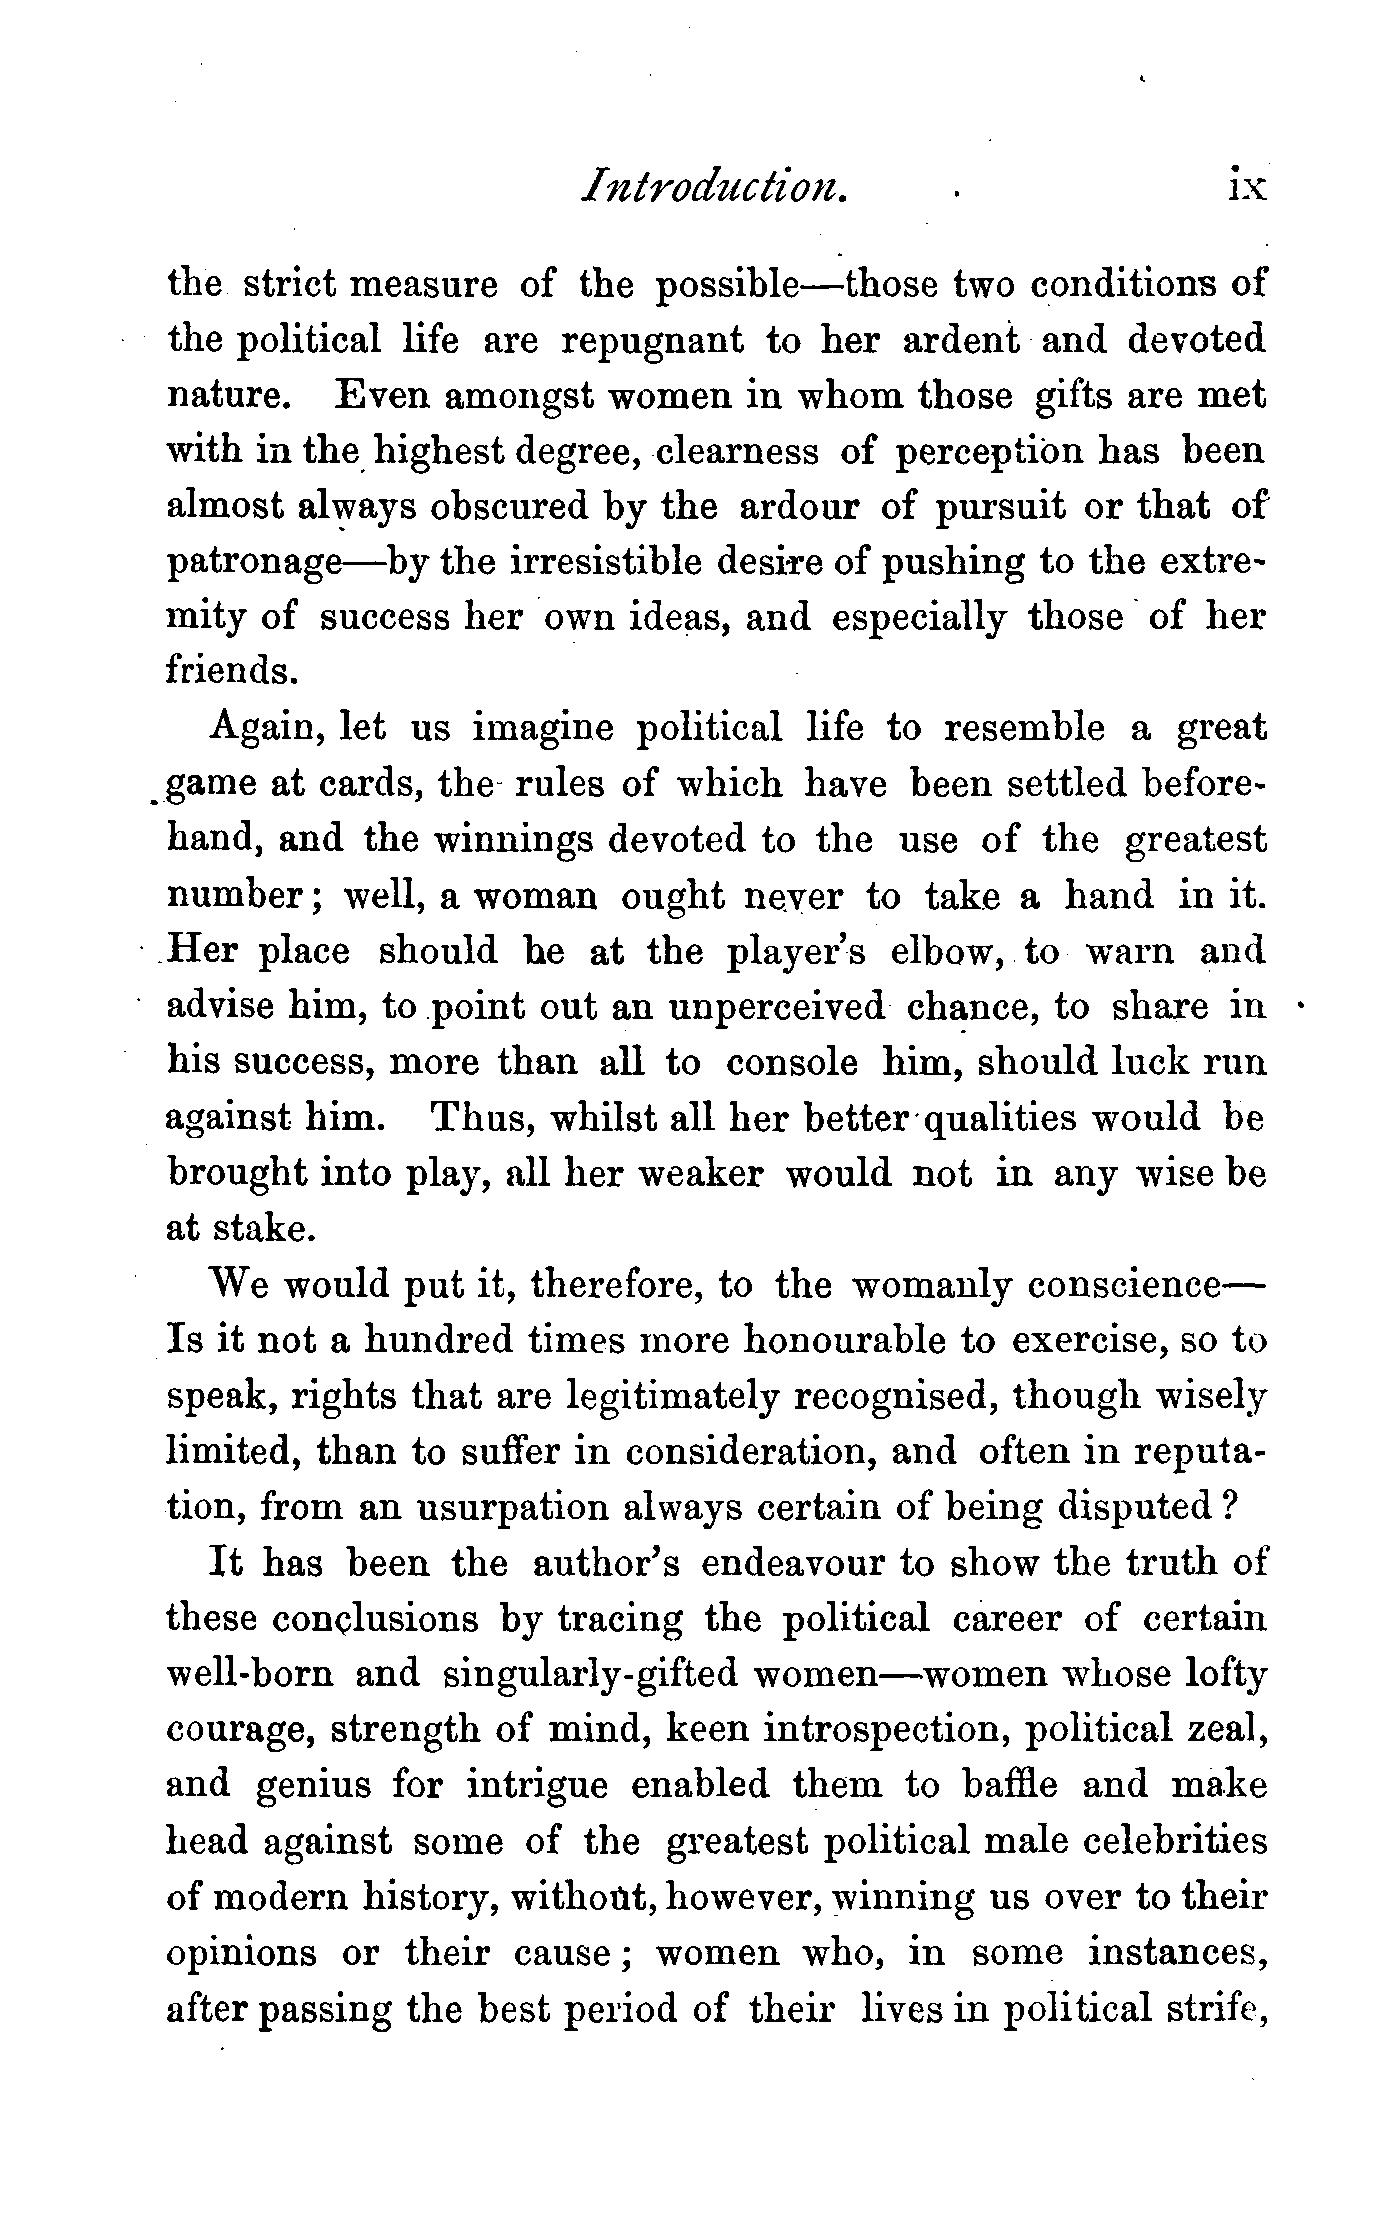 Introduction. ix
the strict measure of the possible—those two conditions of
the political life are repugnant to her ardent and devoted
nature. Even amongst women in whom those gifts are met
with in the highest degree, clearness of perception has been
almost always obscured by the ardour of pursuit or that of
patronage—by the irresistible desire of pushing to the extre-
mity of success her own ideas, and especially those of her
friends.
Again, let us imagine political life to resemble a great
game at cards, the rules of which have been settled before-
hand, and the winnings devoted to the use of the greatest
number; well, a woman ought never to take a hand in it.
Her place should be at the player's elbow, to warn and
advise him, to point out an unperceived chance, to share in
his success, more than all to console him, should luck run
against him. Thus, whilst all her better qualities would be
brought into play, all her weaker would not in any wise be
at stake.
We would put it, therefore, to the womanly conscience—
Is it not a hundred times more honourable to exercise, so to
speak, rights that are legitimately recognised, though wisely
limited, than to suffer in consideration, and often in reputa-
tion, from an usurpation always certain of being disputed?
It has been the author's endeavour to show the truth of
these conclusions by tracing the political career of certain
well-born and singularly-gifted women—women whose lofty
courage, strength of mind, keen introspection, political zeal,
and genius for intrigue enabled them to baffle and make
head against some of the greatest political male celebrities
of modern history, without, however, winning us over to their
opinions or their cause; women who, in some instances,
after passing the best period of their lives in political strife,